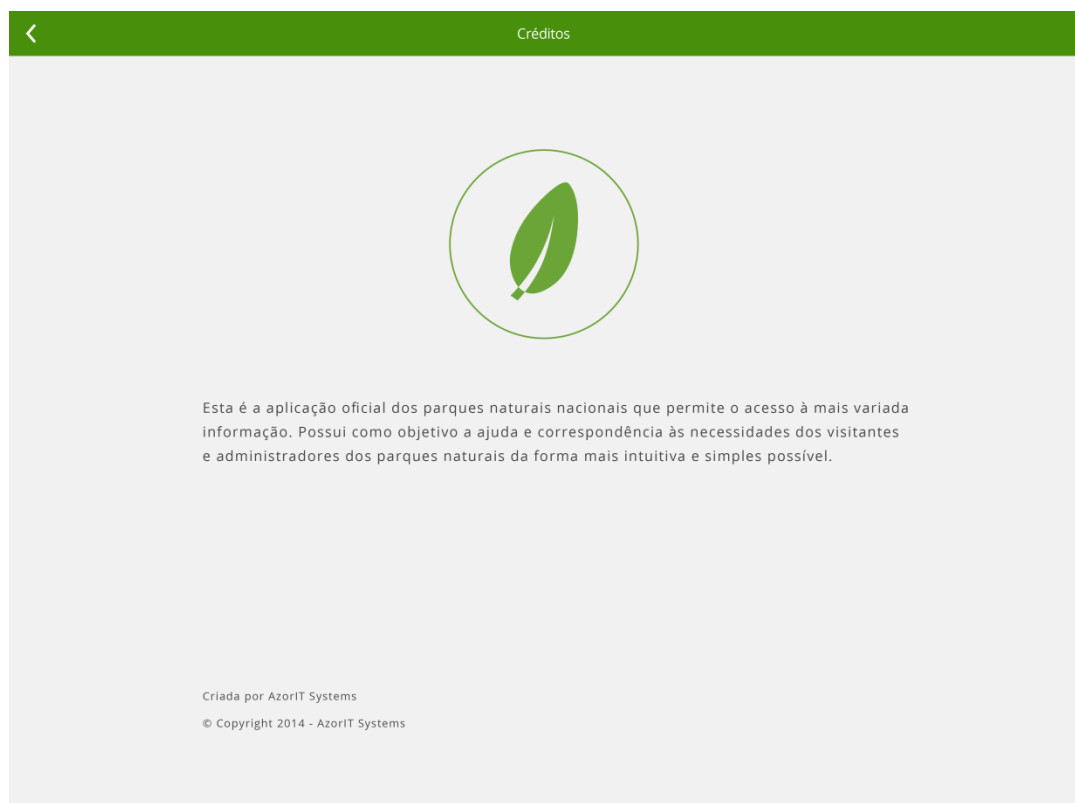 Créditos
Esta é a aplicação oficial dos parques naturais nacionais que permite o acesso à mais variada
informação. Possui como objetivo a ajuda e correspondência às necessidades dos visitantes
e administradores dos parques naturais da forma mais intuitiva e simples possível.
Criada por AzorIT Systems
© Copyright 2014 - AzorIT Systems